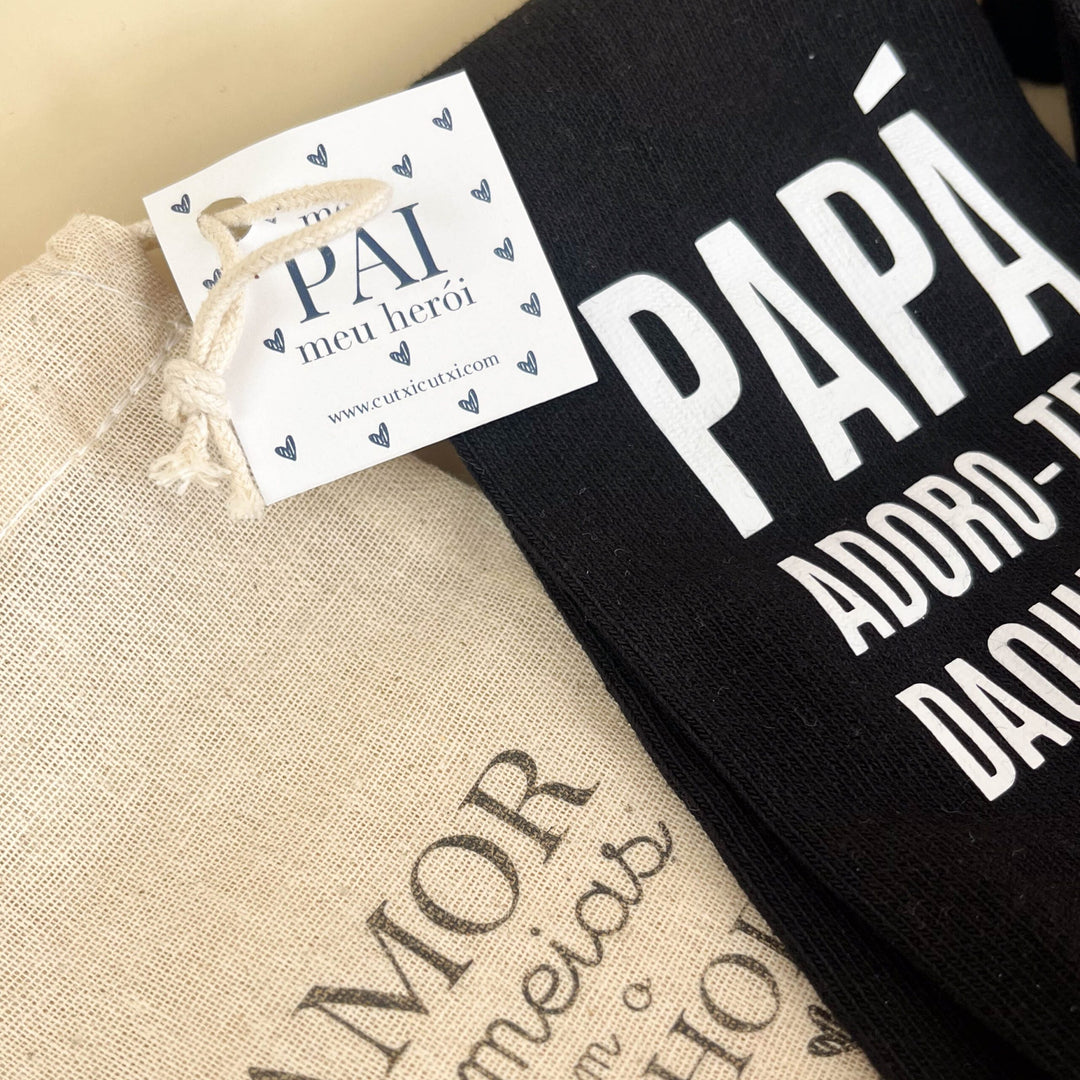 PAI
meu herói
www.cutxicutxi.com
PAPÁ
ADORO-TE
AMOR
meias